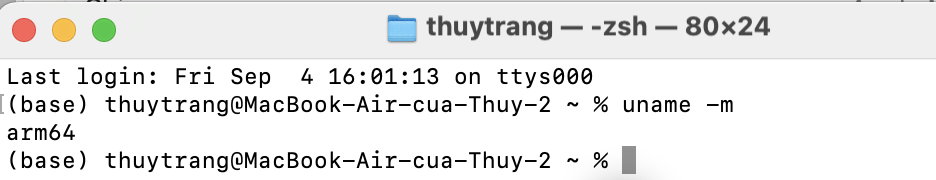 thuytrang — -zsh — 80×24
Last login: Fri Sep  4 16:01:13 on ttys000
(base) thuytrang@MacBook-Air-cua-Thuy-2 ~ % uname -m
arm64
(base) thuytrang@MacBook-Air-cua-Thuy-2 ~ %